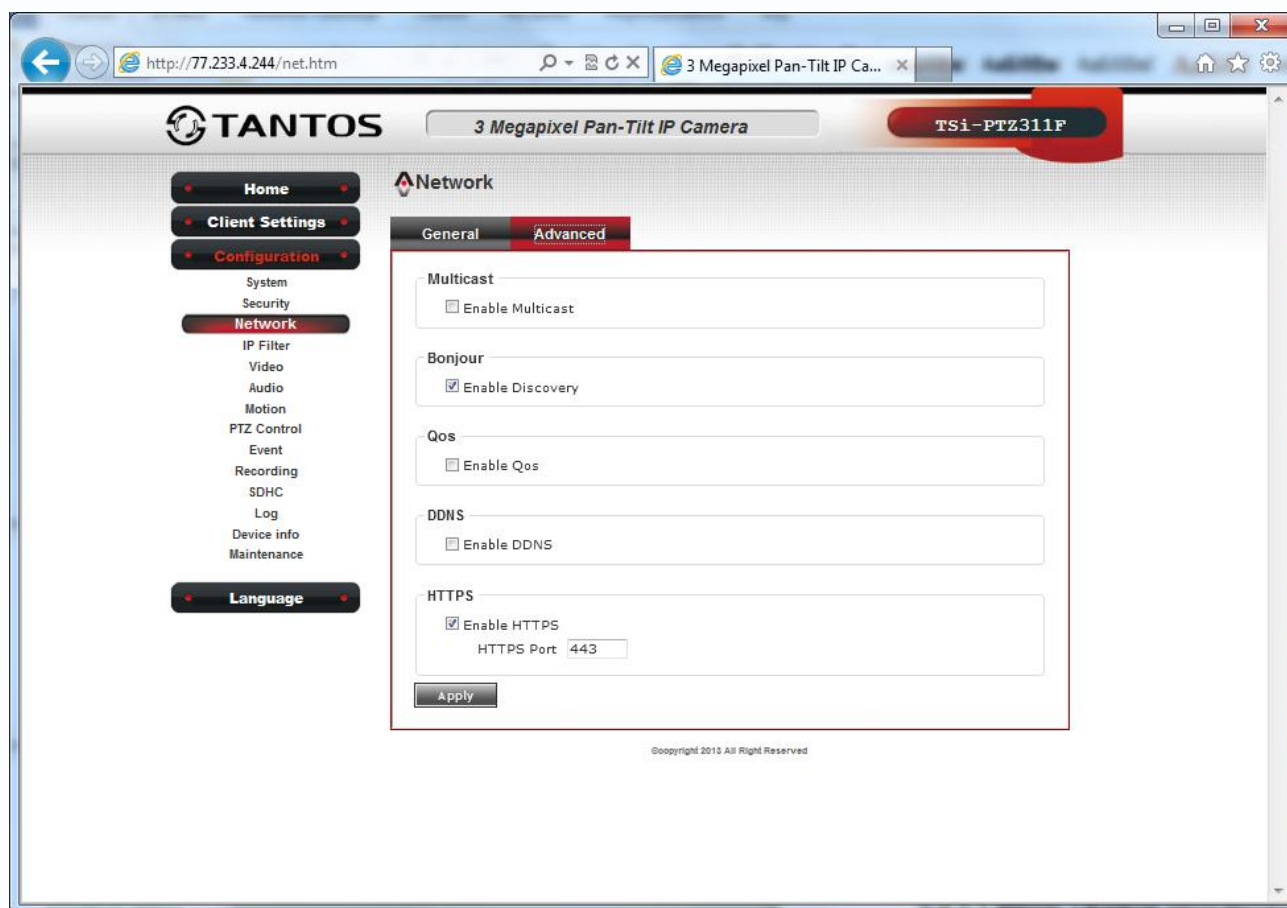 http://77.233.4.244/net.htm
3 Megapixel Pan-Tilt IP Ca...
TANTOS
3 Megapixel Pan-Tilt IP Camera
TSi-PTZ311F
Home
Client Settings
Configuration
System
Security
Network
IP Filter
Video
Audio
Motion
PTZ Control
Event
Recording
SDHC
Log
Device info
Maintenance
Language
Network
General
Advanced
Multicast
Enable Multicast
Bonjour
Enable Discovery
Qos
Enable Qos
DDNS
Enable DDNS
HTTPS
Enable HTTPS
HTTPS Port 443
Apply
©oopyright 2013 All Right Reserved